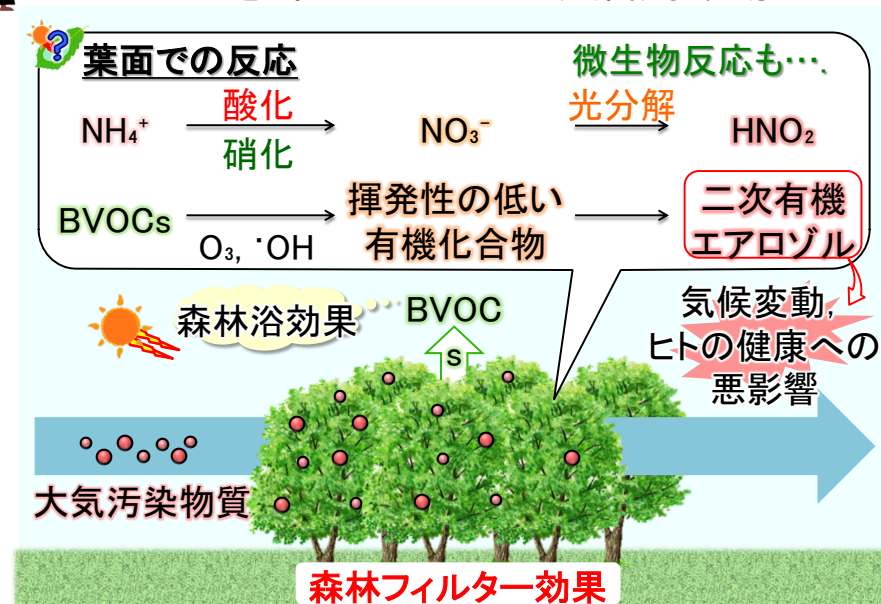 葉面での反応
微生物反応も….
酸化
光分解
NH₄⁺
NO₃⁻
HNO₂
硝化
BVOCs
揮発性の低い
有機化合物
二次有機
エアロゾル
O₃, ˙OH
森林浴効果
BVOC
s
気候変動,
ヒトの健康への
悪影響
大気汚染物質
森林フィルター効果